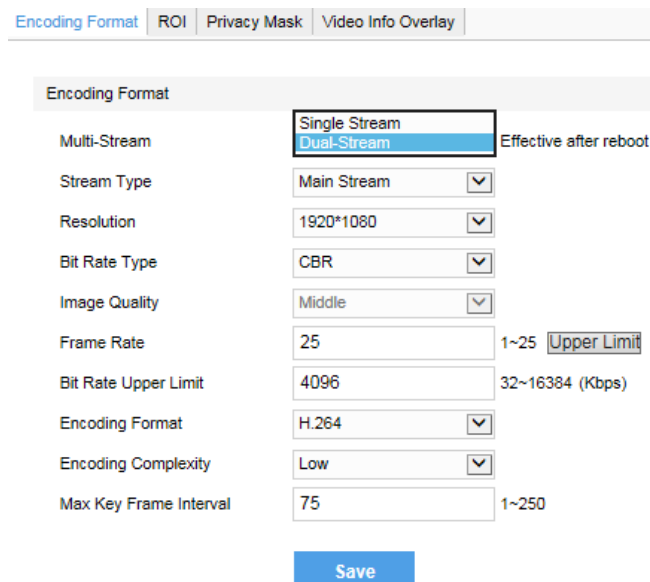 Encoding Format ROI Privacy Mask Video Info Overlay
Encoding Format
Single Stream
Multi-Stream Dual-Stream Effective after reboot
Stream Type Main Stream
Resolution 1920*1080
Bit Rate Type CBR
Image Quality Middle
Frame Rate 25 1~25 Upper Limit
Bit Rate Upper Limit 4096 32~16384 (Kbps)
Encoding Format H.264
Encoding Complexity Low
Max Key Frame Interval 75 1~250
Save